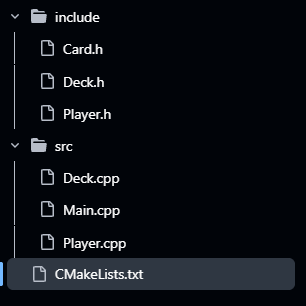 include
Card.h
Deck.h
Player.h
src
Deck.cpp
Main.cpp
Player.cpp
CMakeLists.txt